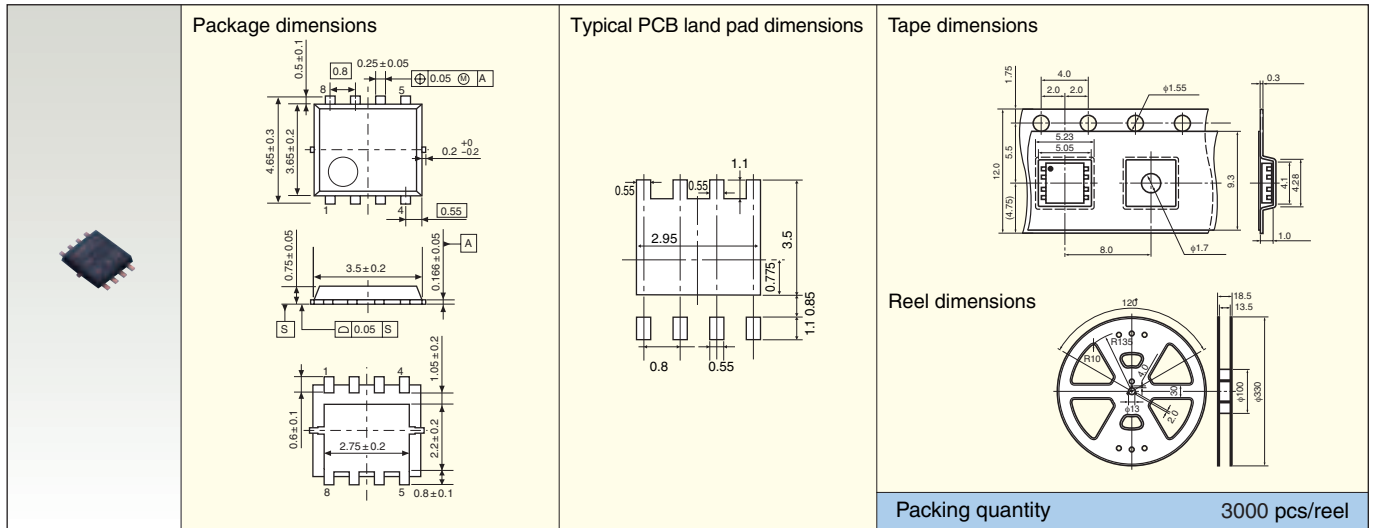 Package dimensions
0.5±0.1
0.8
0.25±0.05
0.05 Ⓜ A
8
5
4.65±0.3
3.65±0.2
0.2 +0 −0.2
1
4
0.55
0.75±0.05
3.5±0.2
0.166±0.05
A
S
0.05 S
1
4
1.05±0.2
0.6±0.1
2.75±0.2
2.2±0.2
8
5
0.8±0.1
Typical PCB land pad dimensions
1.1
0.55
0.55
2.95
3.5
0.775
0.85
1.1
0.8
0.55
Tape dimensions
1.75
4.0
2.0
2.0
φ1.55
0.3
5.23
5.05
12.0
5.5
(4.75)
9.3
4.1
4.28
8.0
φ1.7
1.0
Reel dimensions
120°
18.5
13.5
R135
R10
4.0
30
φ13
2.0
φ100
φ330
Packing quantity
3000 pcs/reel